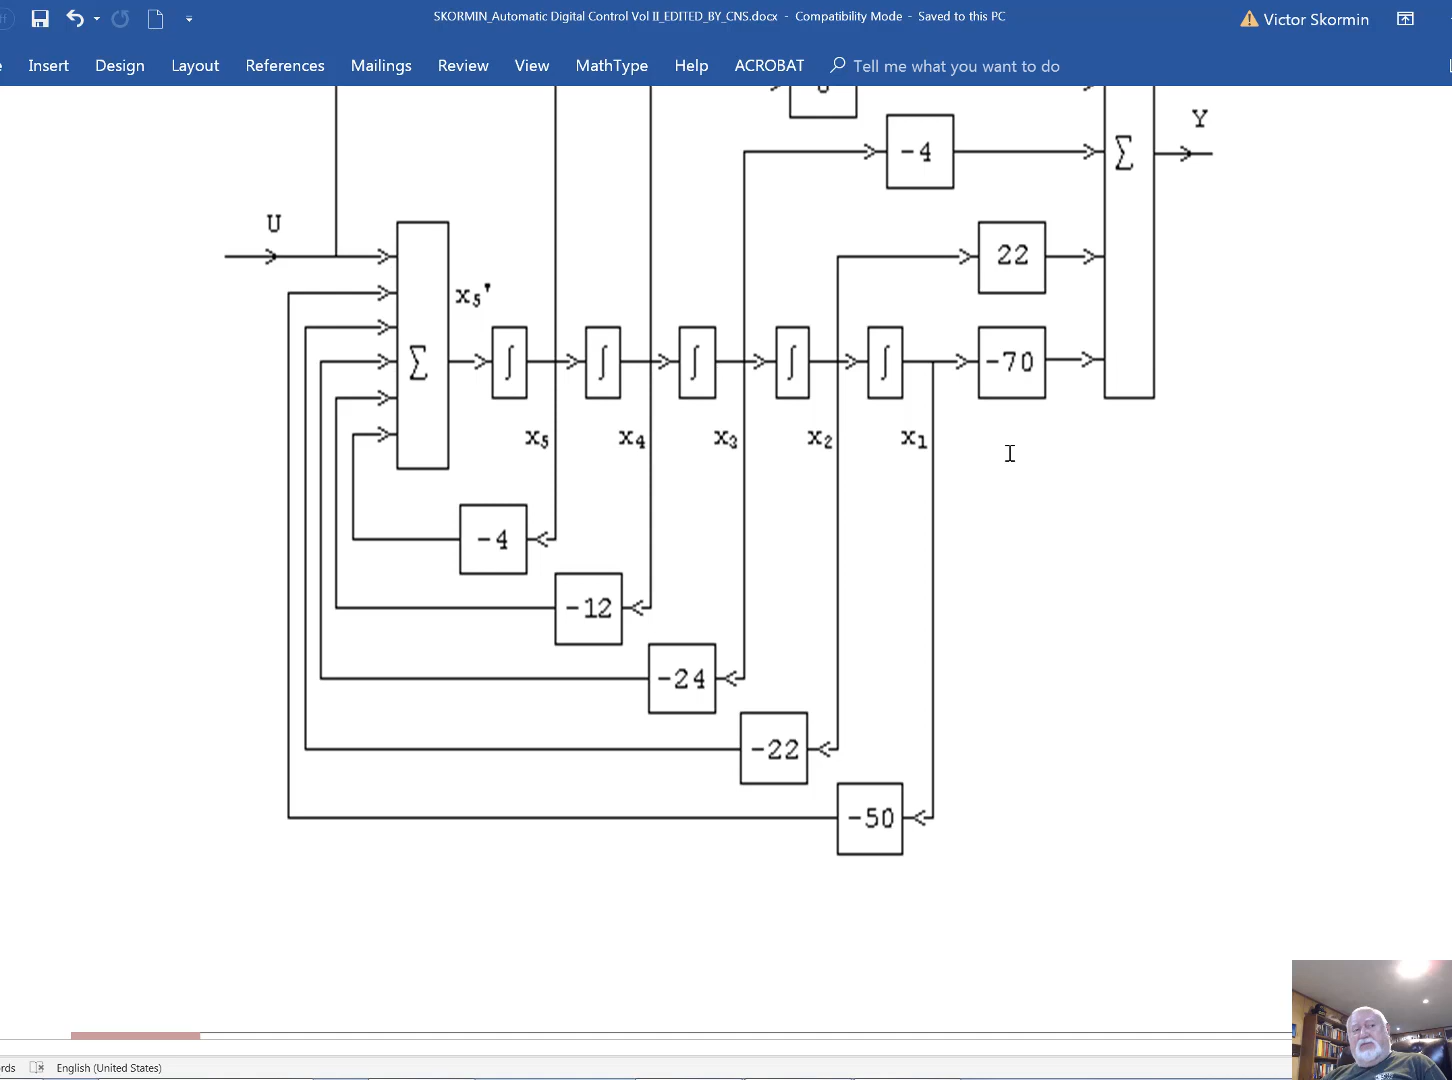 SKORMIN_Automatic Digital Control Vol II_EDITED_BY_CNS.docx - Compatibility Mode - Saved to this PC
Victor Skormin
Insert Design Layout References Mailings Review View MathType Help ACROBAT Tell me what you want to do
Y
-4
Σ
U
22
x5'
Σ ∫ ∫ ∫ ∫ ∫ -70
x5 x4 x3 x2 x1
-4
-12
-24
-22
-50
rds English (United States)